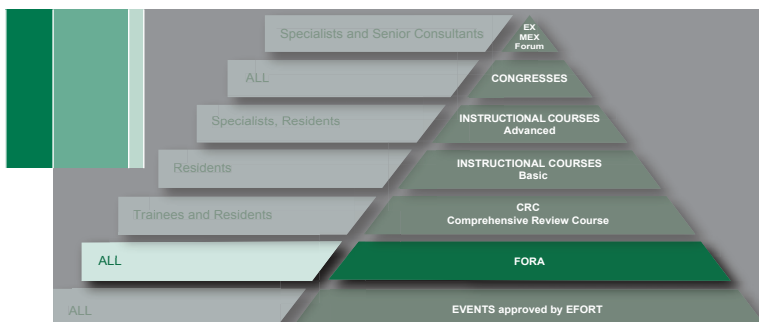 Specialists and Senior Consultants
EX
MEX
Forum
ALL
CONGRESSES
Specialists, Residents
INSTRUCTIONAL COURSES
Advanced
Residents
INSTRUCTIONAL COURSES
Basic
Trainees and Residents
CRC
Comprehensive Review Course
ALL
FORA
ALL
EVENTS approved by EFORT